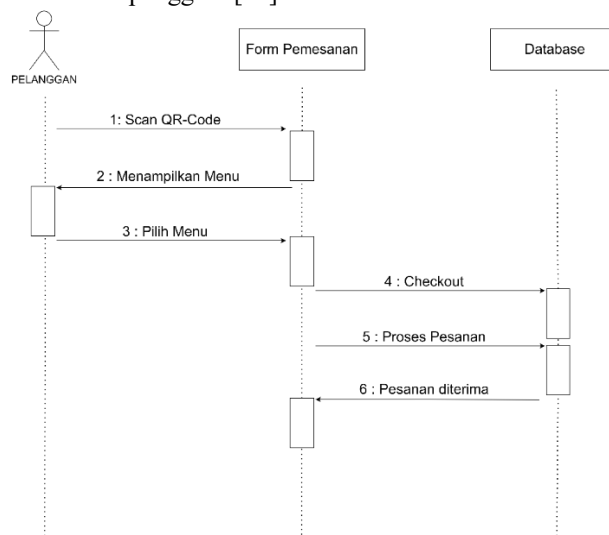 PELANGGAN
Form Pemesanan
Database
1: Scan QR-Code
2 : Menampilkan Menu
3 : Pilih Menu
4 : Checkout
5 : Proses Pesanan
6 : Pesanan diterima